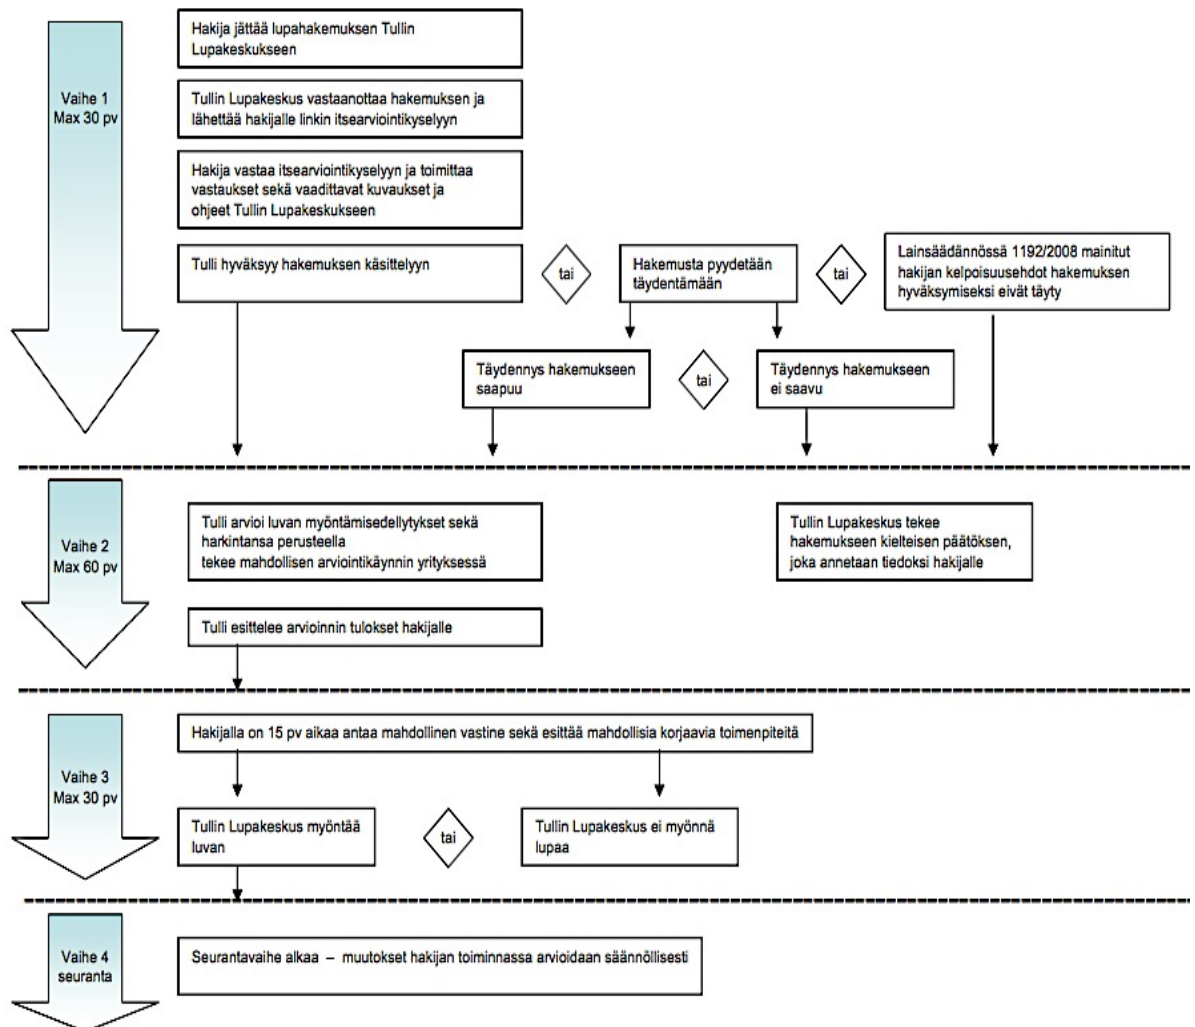 Hakija jättää lupahakemuksen Tullin
Lupakeskukseen
Vaihe 1
Max 30 pv
Tullin Lupakeskus vastaanottaa hakemuksen ja
lähettää hakijalle linkin itsearviointikyselyyn
Hakija vastaa itsearviointikyselyyn ja toimittaa
vastaukset sekä vaadittavat kuvaukset ja
ohjeet Tullin Lupakeskukseen
Tulli hyväksyy hakemuksen käsittelyyn
tai
Hakemusta pyydetään
täydentämään
tai
Lainsäädännössä 1192/2008 mainitut
hakijan kelpoisuusehdot hakemuksen
hyväksymiseksi eivät täyty
Täydennys hakemukseen
saapuu
tai
Täydennys hakemukseen
ei saavu
Vaihe 2
Max 60 pv
Tulli arvioi luvan myöntämisedellytykset sekä
harkintansa perusteella
tekee mahdollisen arviointikäynnin yrityksessä
Tullin Lupakeskus tekee
hakemukseen kielteisen päätöksen,
joka annetaan tiedoksi hakijalle
Tulli esittelee arvioinnin tulokset hakijalle
Vaihe 3
Max 30 pv
Hakijalla on 15 pv aikaa antaa mahdollinen vastine sekä esittää mahdollisia korjaavia toimenpiteitä
Tullin Lupakeskus myöntää
luvan
tai
Tullin Lupakeskus ei myönnä
lupaa
Vaihe 4
seuranta
Seurantavaihe alkaa – muutokset hakijan toiminnassa arvioidaan säännöllisesti